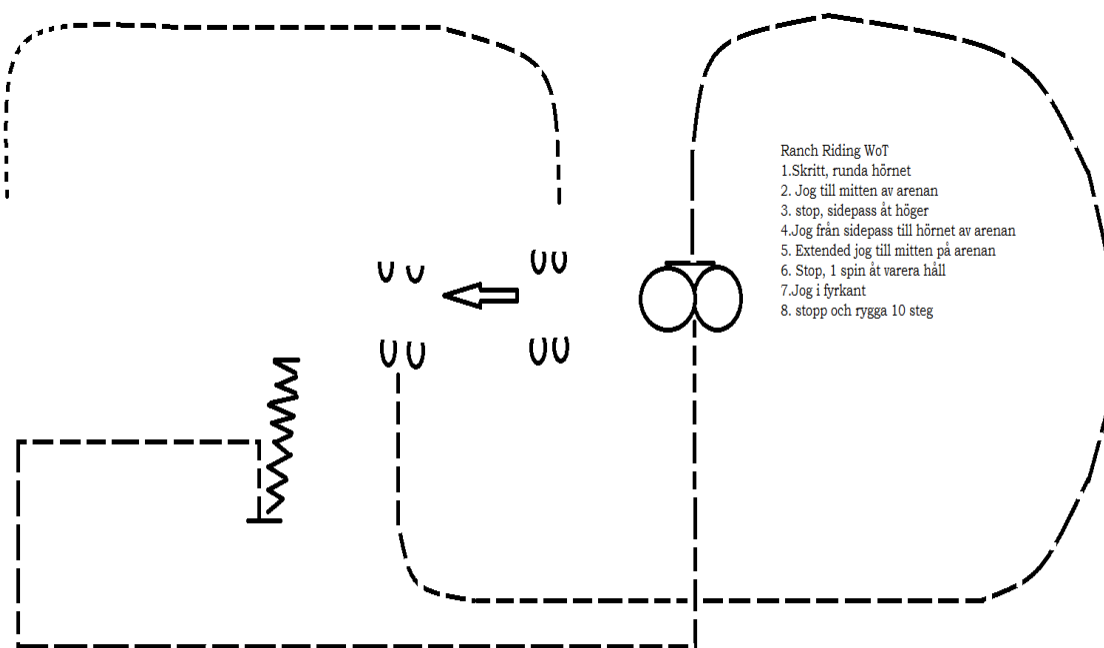 Ranch Riding WoT
1.Skritt, runda hörnet
2. Jog till mitten av arenan
3. stop, sidepass åt höger
4.Jog från sidepass till hörnet av arenan
5. Extended jog till mitten på arenan
6. Stop, 1 spin åt varera håll
7.Jog i fyrkant
8. stopp och rygga 10 steg